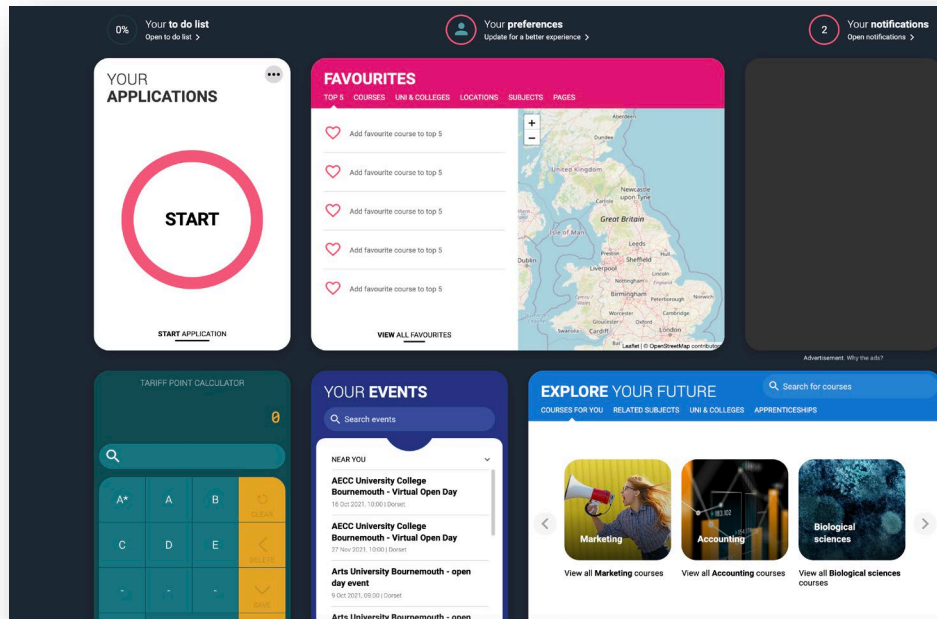 0%
Your to do list
Open to do list >
Your preferences
Update for a better experience >
2
Your notifications
Open notifications >
YOUR
APPLICATIONS
START
START APPLICATION
FAVOURITES
TOP 5 COURSES UNI & COLLEGES LOCATIONS SUBJECTS PAGES
Add favourite course to top 5
Add favourite course to top 5
Add favourite course to top 5
Add favourite course to top 5
Add favourite course to top 5
VIEW ALL FAVOURITES
+
−
Aberdeen
Dundee
United Kingdom
Newcastle
upon Tyne
Carlisle
Great Britain
Isle of Man
Leeds
Preston
Hull
Dublin
Sheffield
Liverpool
Lincoln
Nottingham
England
Birmingham
Peterborough
Norwich
Cymru /
Wales
Worcester
Cambridge
Gloucester
Oxford
Swansea
Cardiff
London
Leaflet | © OpenStreetMap contributor
Advertisement. Why the ads?
TARIFF POINT CALCULATOR
0
A* A B
CLEAR
C D E
DELETE
- - -
SAVE
YOUR EVENTS
Search events
NEAR YOU
AECC University College
Bournemouth - Virtual Open Day
16 Oct 2021, 10:00 | Dorset
AECC University College
Bournemouth - Virtual Open Day
27 Nov 2021, 10:00 | Dorset
Arts University Bournemouth - open
day event
9 Oct 2021, 09:00 | Dorset
Arts University Bournemouth - open
EXPLORE YOUR FUTURE
Search for courses
COURSES FOR YOU RELATED SUBJECTS UNI & COLLEGES APPRENTICESHIPS
Marketing
Accounting
Biological
sciences
View all Marketing courses
View all Accounting courses
View all Biological sciences
courses